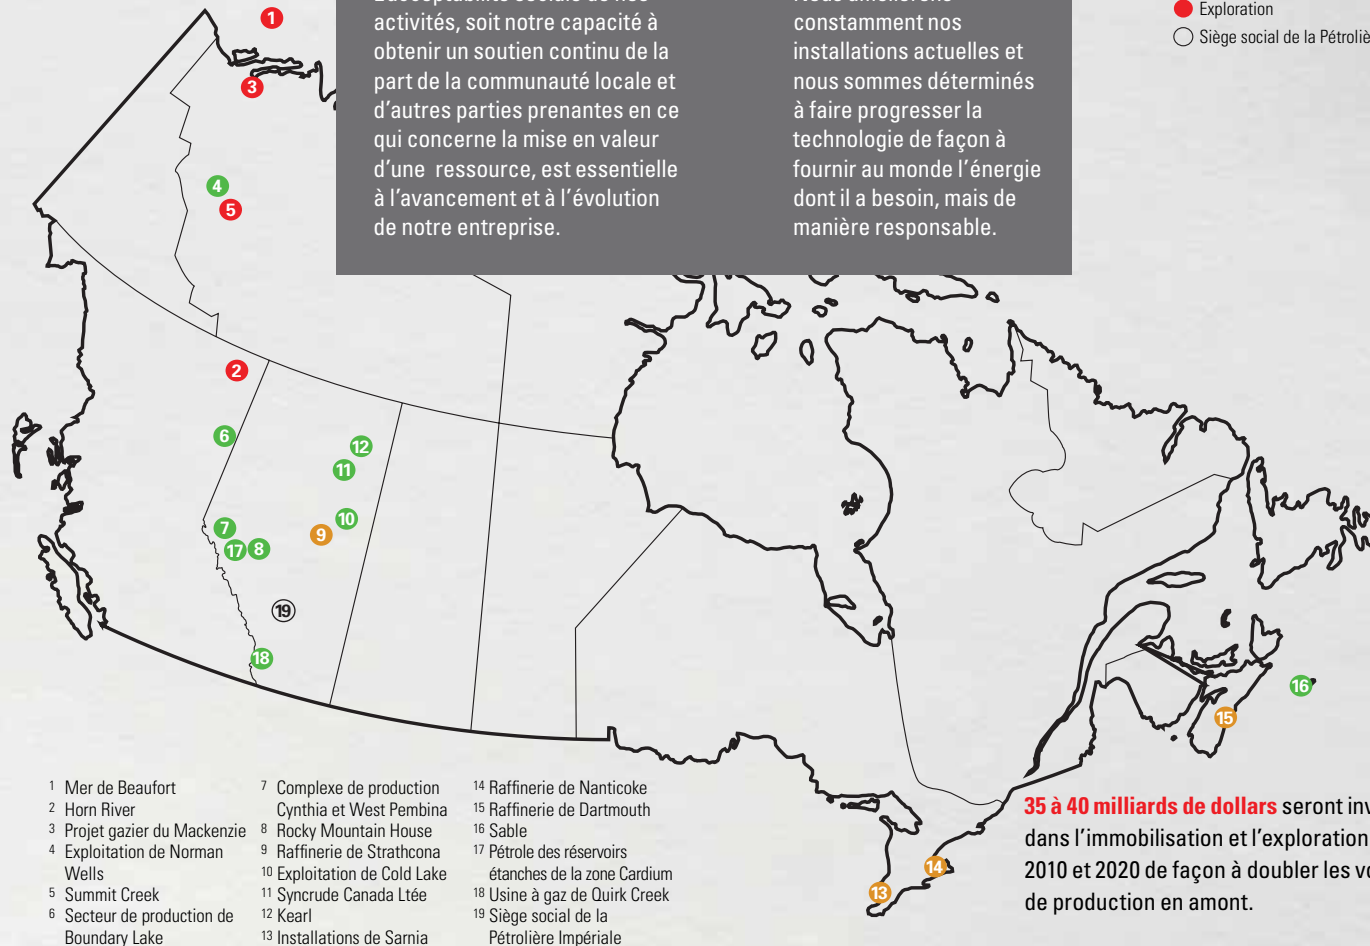 activités, soit notre capacité à
obtenir un soutien continu de la
part de la communauté locale et
d'autres parties prenantes en ce
qui concerne la mise en valeur
d'une ressource, est essentielle
à l'avancement et à l'évolution
de notre entreprise.
constamment nos
installations actuelles et
nous sommes déterminés
à faire progresser la
technologie de façon à
fournir au monde l'énergie
dont il a besoin, mais de
manière responsable.
Exploration
Siège social de la
1
3
4
5
2
6
12
11
10
9
7
17
8
19
18
16
15
14
13
1 Mer de Beaufort
2 Horn River
3 Projet gazier du Mackenzie
4 Exploitation de Norman
Wells
5 Summit Creek
6 Secteur de production de
Boundary Lake
7 Complexe de production
Cynthia et West Pembina
8 Rocky Mountain House
9 Raffinerie de Strathcona
10 Exploitation de Cold Lake
11 Syncrude Canada Ltée
12 Kearl
13 Installations de Sarnia
14 Raffinerie de Nanticoke
15 Raffinerie de Dartmouth
16 Sable
17 Pétrole des réservoirs
étanches de la zone Cardium
18 Usine à gaz de Quirk Creek
19 Siège social de la
Pétrolière Impériale
35 à 40 milliards de dollars seront
dans l'immobilisation et l'exploration
2010 et 2020 de façon à doubler les
de production en amont.